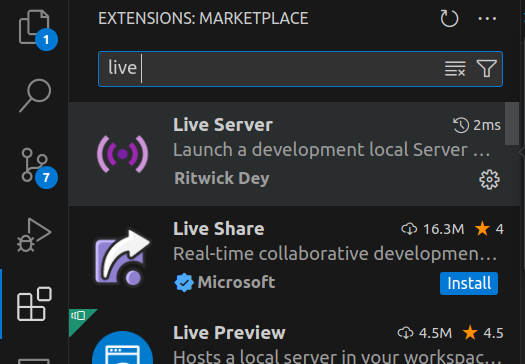 EXTENSIONS: MARKETPLACE
1
live
Live Server
2ms
Launch a development local Server …
Ritwick Dey
7
Live Share
16.3M
4
Real-time collaborative developmen…
Microsoft
Install
Live Preview
4.5M
4.5
Hosts a local server in your workspac…